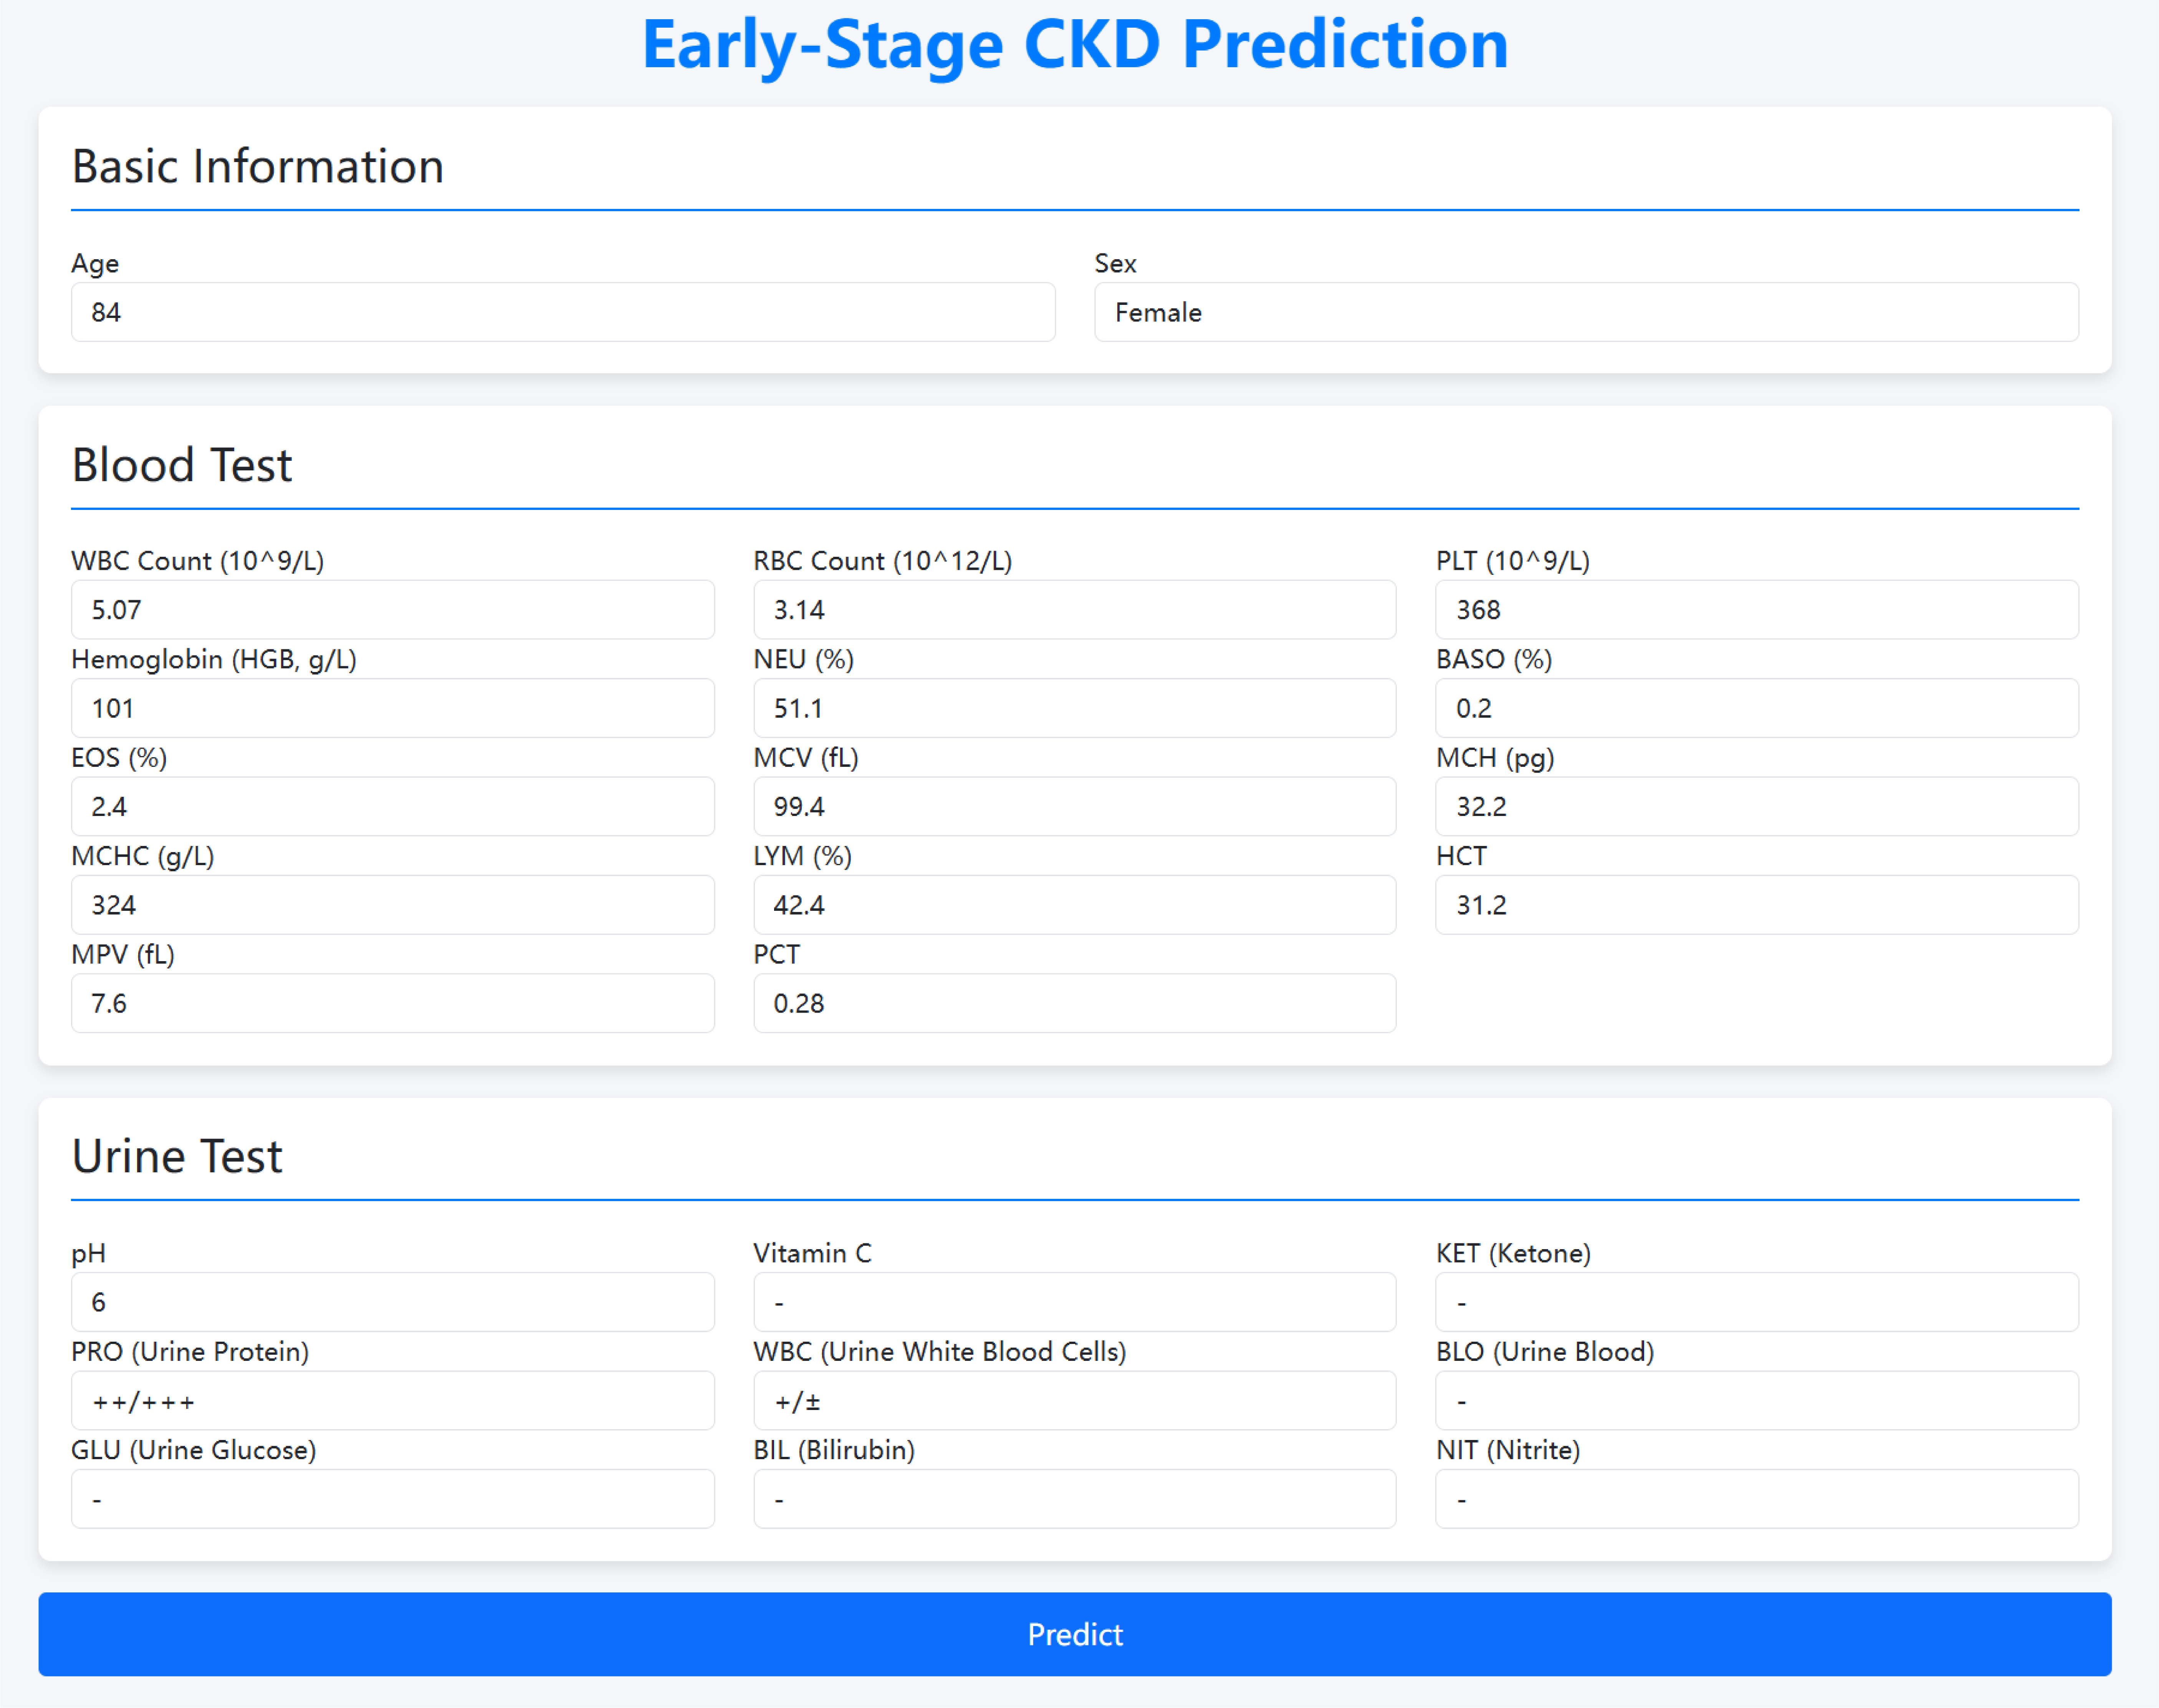 Early-Stage CKD Prediction
Basic Information
Age
Sex
84
Female
Blood Test
WBC Count (10^9/L)
RBC Count (10^12/L)
PLT (10^9/L)
5.07
3.14
368
Hemoglobin (HGB, g/L)
NEU (%)
BASO (%)
101
51.1
0.2
EOS (%)
MCV (fL)
MCH (pg)
2.4
99.4
32.2
MCHC (g/L)
LYM (%)
HCT
324
42.4
31.2
MPV (fL)
PCT
7.6
0.28
Urine Test
pH
Vitamin C
KET (Ketone)
6
-
-
PRO (Urine Protein)
WBC (Urine White Blood Cells)
BLO (Urine Blood)
++/+++
+/±
-
GLU (Urine Glucose)
BIL (Bilirubin)
NIT (Nitrite)
-
-
-
Predict